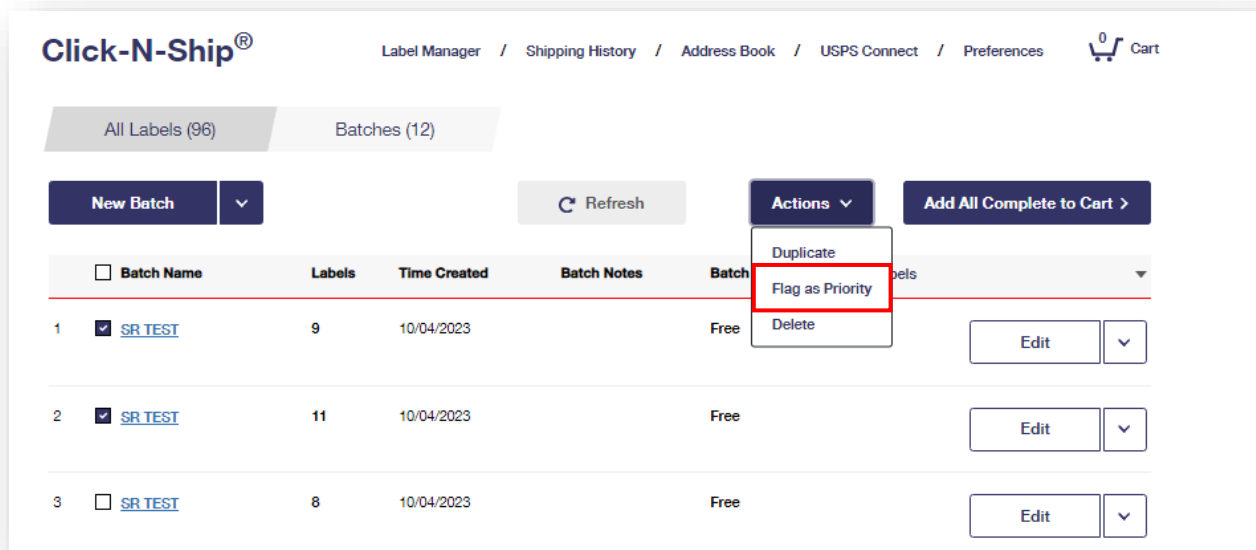 Click-N-Ship®
Label Manager / Shipping History / Address Book / USPS Connect / Preferences 0 Cart
All Labels (96) Batches (12)
New Batch Refresh Actions Add All Complete to Cart
Duplicate
Batch Name Labels Time Created Batch Notes Batch
Flag as Priority
Delete
1 SR TEST 9 10/04/2023 Free Edit
2 SR TEST 11 10/04/2023 Free Edit
3 SR TEST 8 10/04/2023 Free Edit